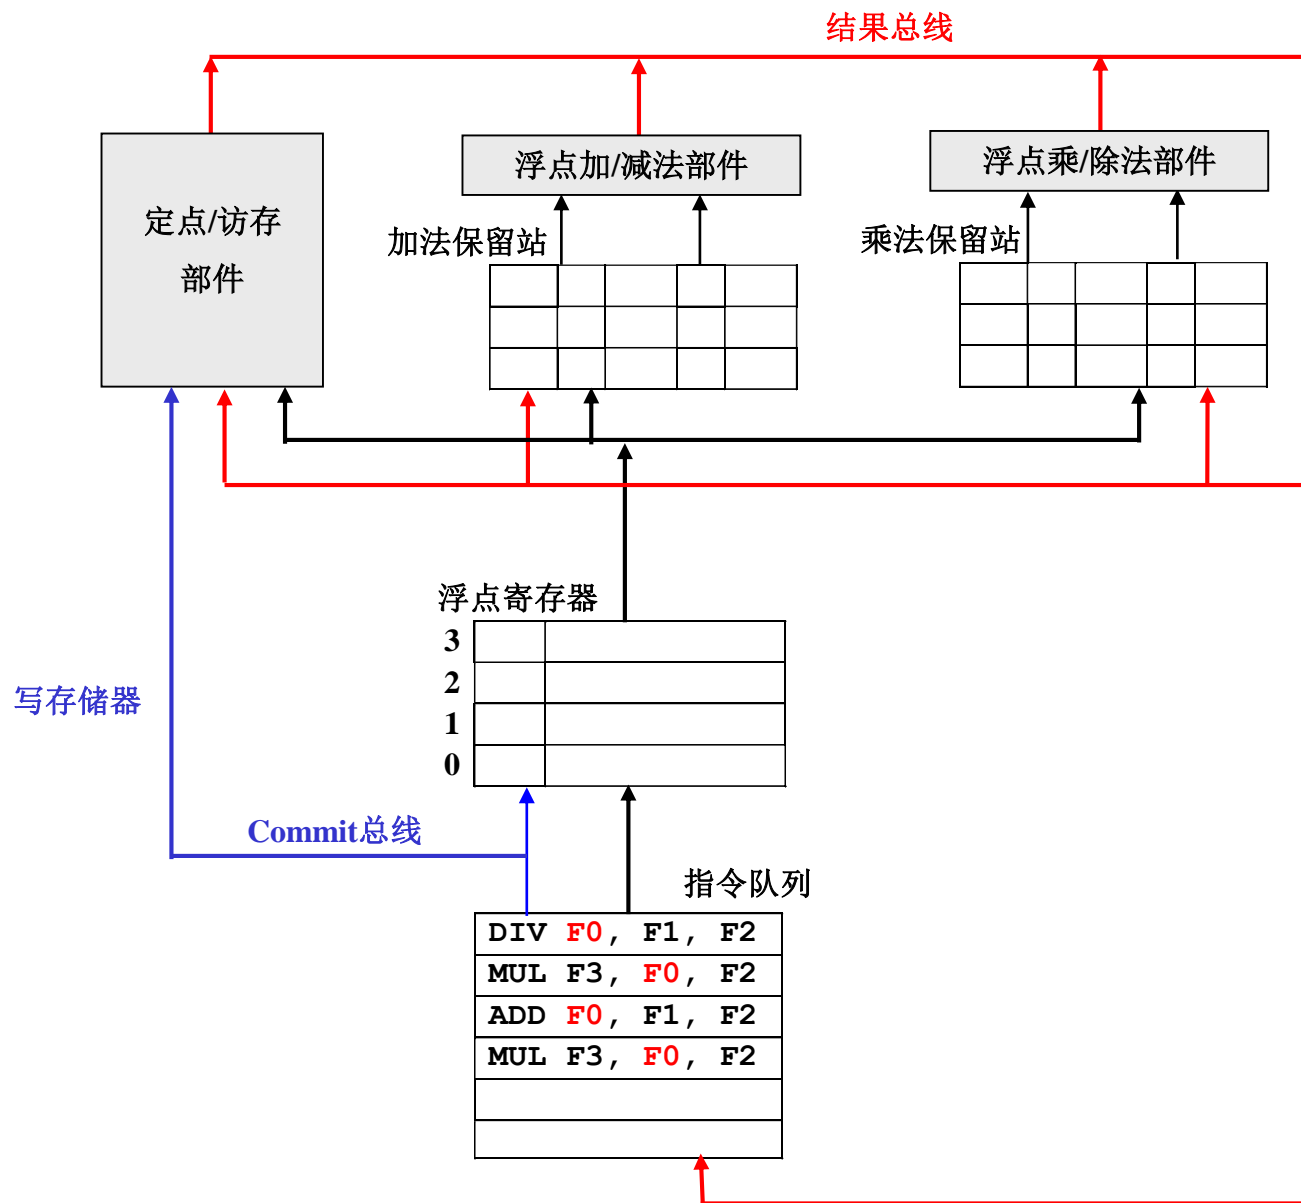 结果总线
浮点加/减法部件
浮点乘/除法部件
定点/访存
部件
加法保留站
乘法保留站
浮点寄存器
3
2
1
0
写存储器
Commit总线
指令队列
DIV F0, F1, F2
MUL F3, F0, F2
ADD F0, F1, F2
MUL F3, F0, F2